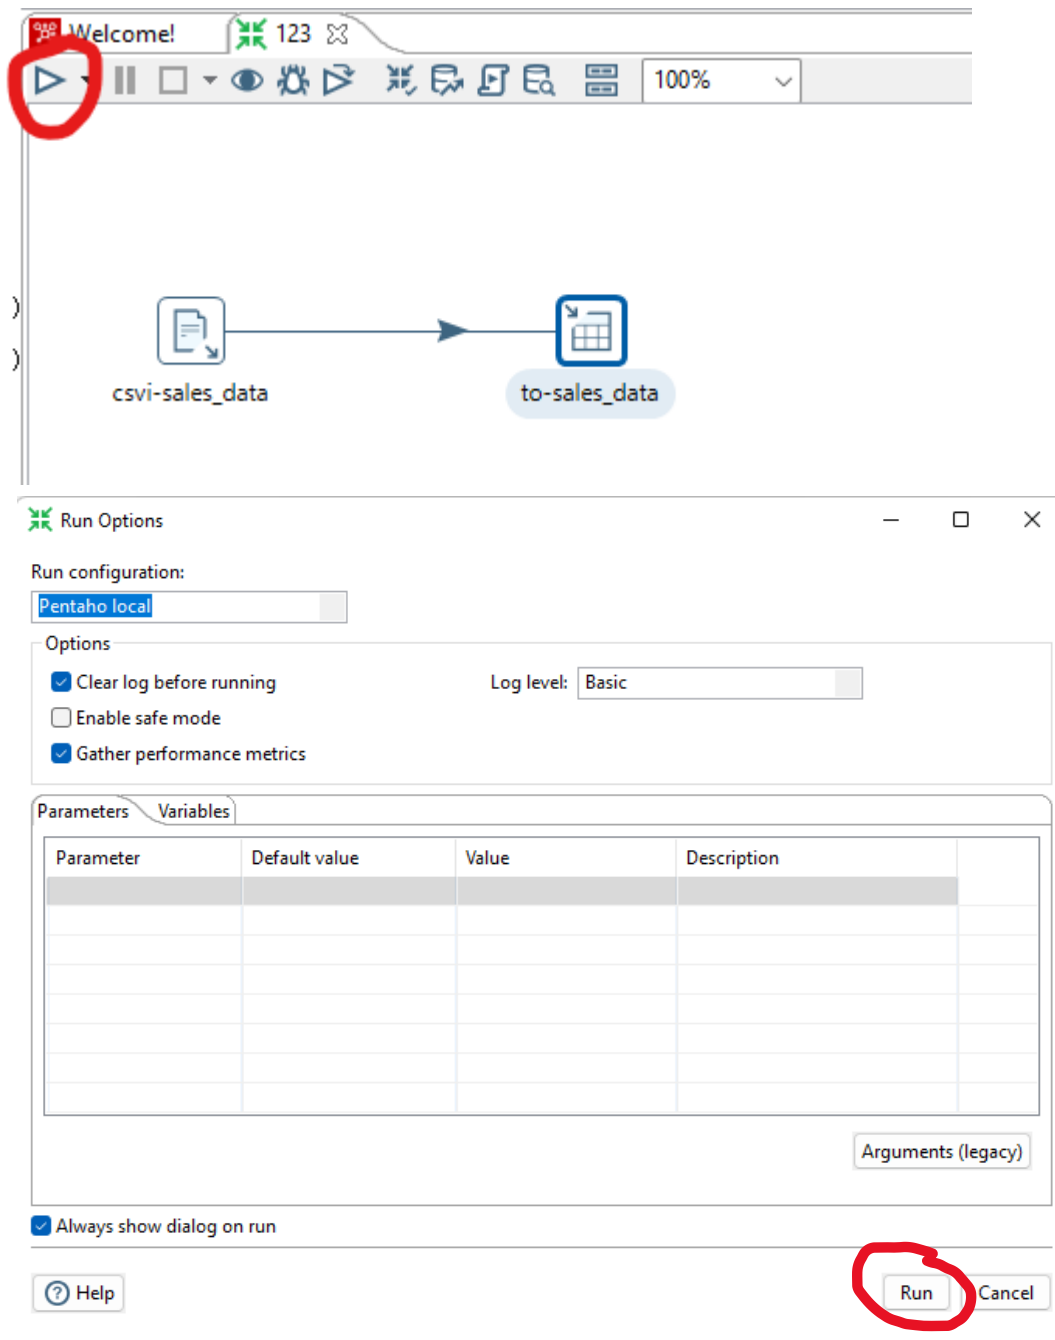 Welcome! 123
100%
)
)
csvi-sales_data to-sales_data
Run Options
Run configuration:
Pentaho local
Options
Clear log before running Log level: Basic
Enable safe mode
Gather performance metrics
Parameters Variables
Parameter Default value Value Description
Arguments (legacy)
Always show dialog on run
? Help Run Cancel